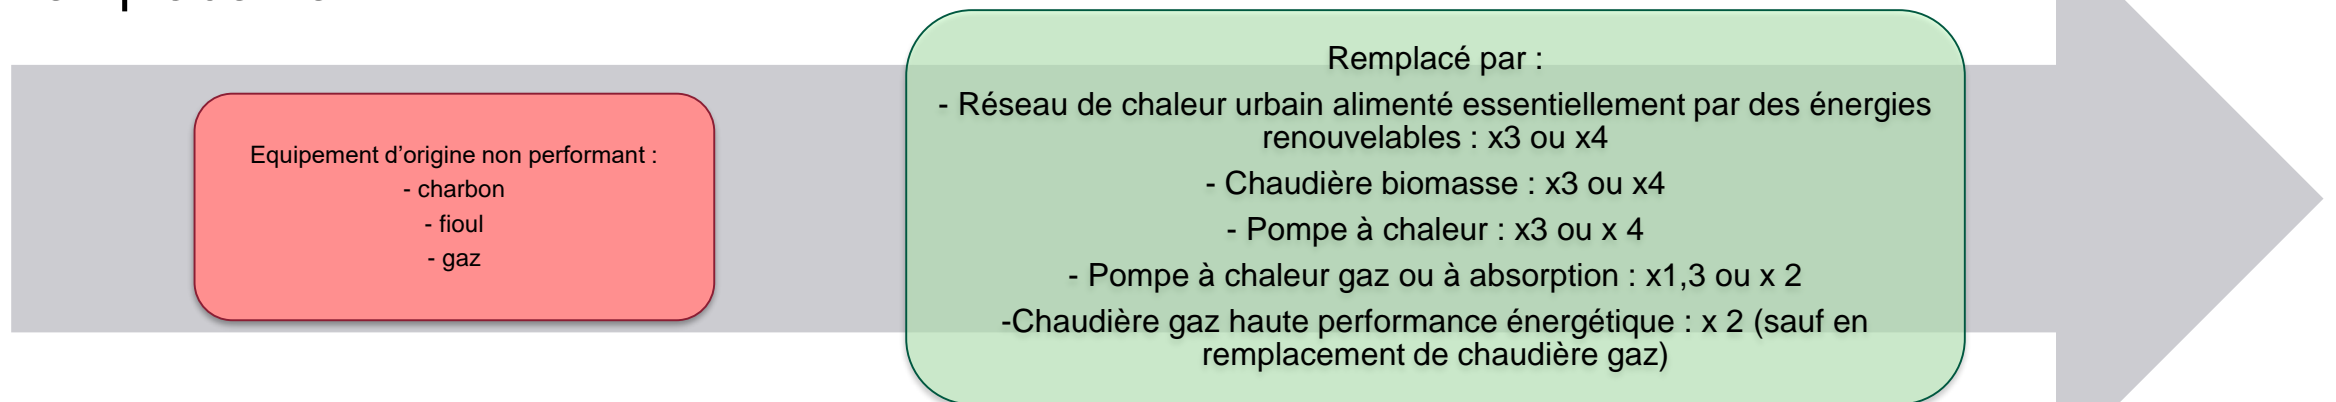 Equipement d’origine non performant :
- charbon
- fioul
- gaz
Remplacé par :
- Réseau de chaleur urbain alimenté essentiellement par des énergies
renouvelables : x3 ou x4
- Chaudière biomasse : x3 ou x4
- Pompe à chaleur : x3 ou x 4
- Pompe à chaleur gaz ou à absorption : x1,3 ou x 2
-Chaudière gaz haute performance énergétique : x 2 (sauf en
remplacement de chaudière gaz)